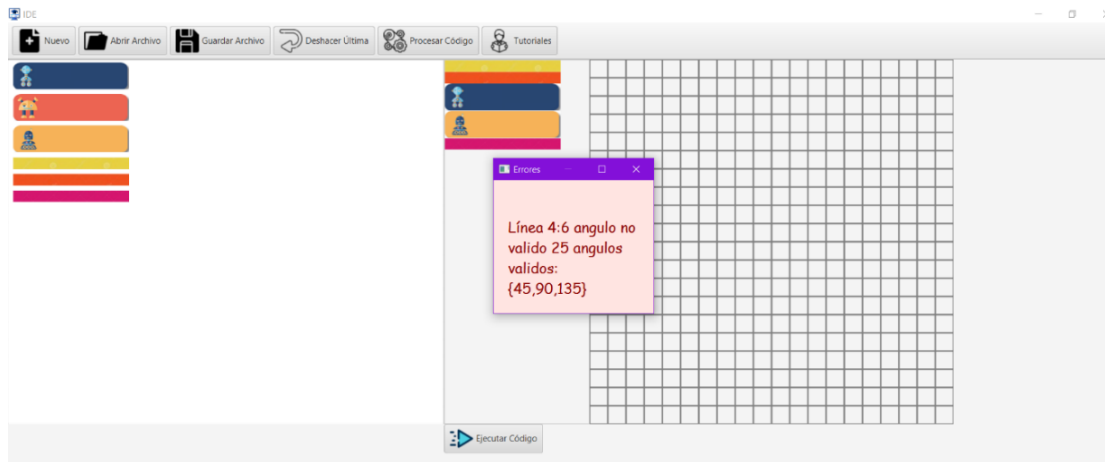 IDE
Nuevo Abrir Archivo Guardar Archivo Deshacer Última Procesar Código Tutoriales
Errores
Línea 4:6 angulo no
valido 25 angulos
validos:
{45,90,135}
Ejecutar Código